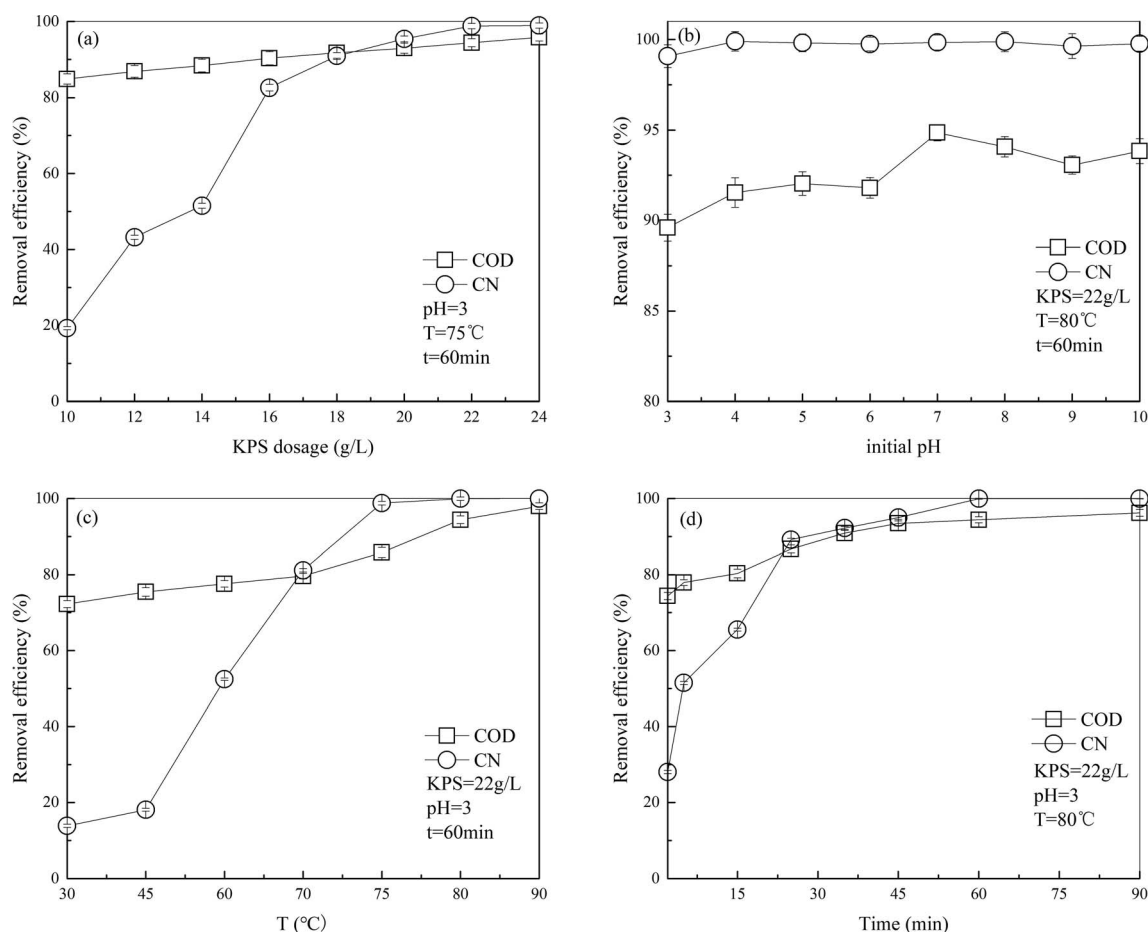 (a)
Removal efficiency (%)
100
80
60
40
20
0
COD
CN
pH=3
T=75℃
t=60min
10 12 14 16 18 20 22 24
KPS dosage (g/L)
(b)
Removal efficiency (%)
100
95
90
85
80
COD
CN
KPS=22g/L
T=80℃
t=60min
3 4 5 6 7 8 9 10
initial pH
(c)
Removal efficiency (%)
100
80
60
40
20
0
COD
CN
KPS=22g/L
pH=3
t=60min
30 45 60 70 75 80 90
T (°C)
(d)
Removal efficiency (%)
100
80
60
40
20
0
COD
CN
KPS=22g/L
pH=3
T=80℃
15 30 45 60 90
Time (min)